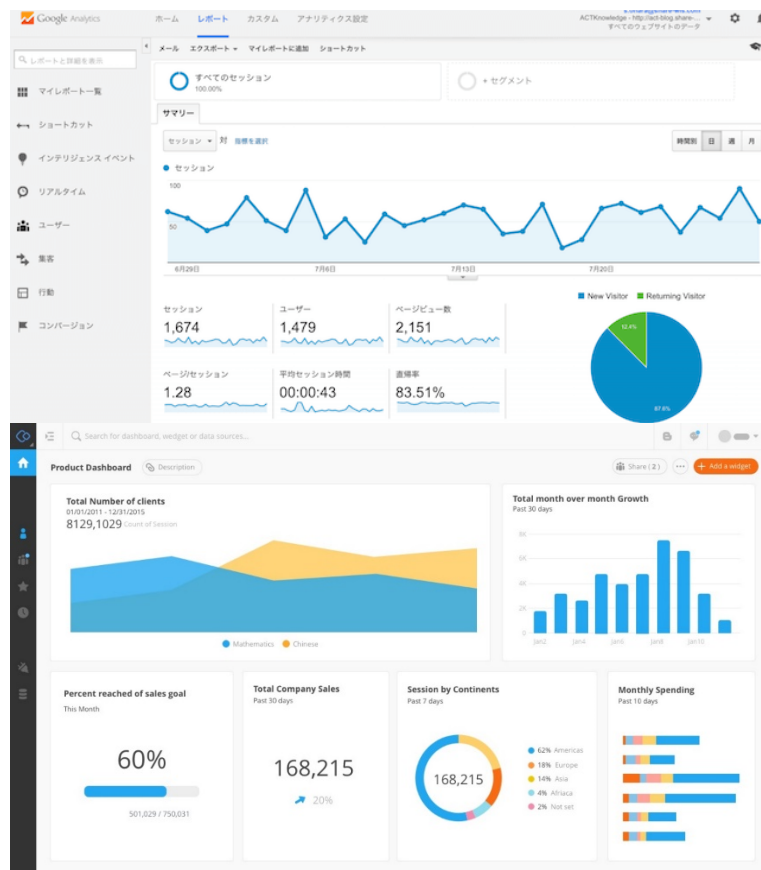 Google Analytics
ホーム
レポート
カスタム
アナリティクス設定
ACTKnowledge - http://act-blog.share-...
すべてのウェブサイトのデータ
レポートと詳細を表示
メール
エクスポート
マイレポートに追加
ショートカット
すべてのセッション
100.00%
+ セグメント
マイレポート一覧
ショートカット
インテリジェンス イベント
リアルタイム
ユーザー
集客
行動
コンバージョン
サマリー
セッション
対
指標を選択
時間別
日
週
月
セッション
100
50
6月29日
7月6日
7月13日
7月20日
セッション
1,674
ユーザー
1,479
ページビュー数
2,151
ページ/セッション
1.28
平均セッション時間
00:00:43
直帰率
83.51%
New Visitor
Returning Visitor
12.4%
87.6%
Search for dashboard, wedget or data sources...
Product Dashboard
Description
Share ( 2 )
+ Add a widget
Total Number of clients
01/01/2011 - 12/31/2015
8129,1029 Count of Session
Mathematics
Chinese
Total month over month Growth
Past 30 days
8K
6K
4K
2K
0
Jan2
Jan4
Jan6
Jan8
Jan10
Percent reached of sales goal
This Month
60%
501,029 / 750,031
Total Company Sales
Past 30 days
168,215
20%
Session by Continents
Past 7 days
168,215
62% Americas
18% Europe
14% Asia
4% Afriaca
2% Not set
Monthly Spending
Past 10 days